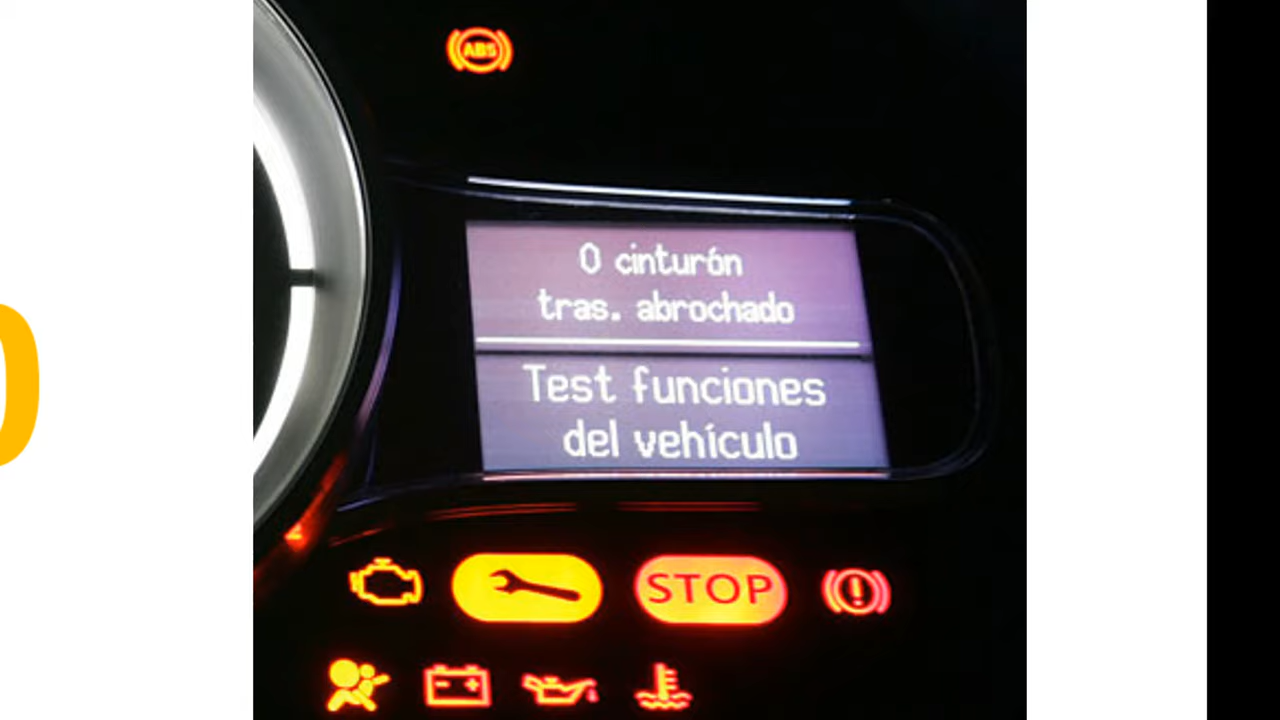 ABS
0 cinturón
tras. abrochado
Test funciones
del vehículo
STOP